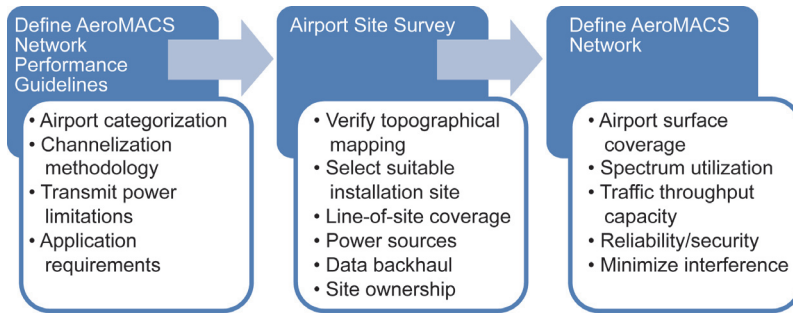 Define AeroMACS
Network
Performance
Guidelines
• Airport categorization
• Channelization
methodology
• Transmit power
limitations
• Application
requirements
Airport Site Survey
• Verify topographical
mapping
• Select suitable
installation site
• Line-of-site coverage
• Power sources
• Data backhaul
• Site ownership
Define AeroMACS
Network
• Airport surface
coverage
• Spectrum utilization
• Traffic throughput
capacity
• Reliability/security
• Minimize interference